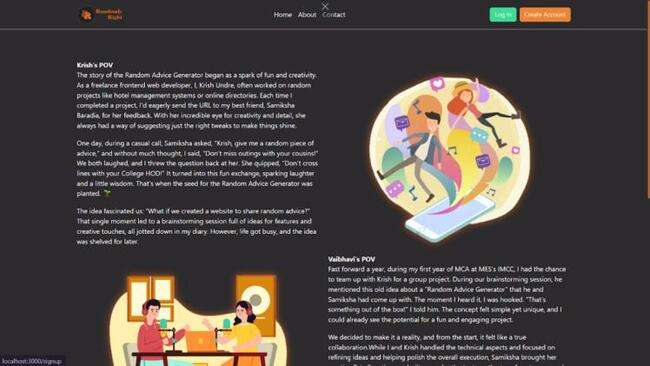 Randomly
Right
Home About Contact
Log In
Create Account
Krish's POV
The story of the Random Advice Generator began as a spark of fun and creativity.
As a freelance frontend web developer, I, Krish Undre, often worked on random
projects like hotel management systems or online directories. Each time I
completed a project, I'd eagerly send the URL to my best friend, Samiksha
Baradia, for her feedback. With her incredible eye for creativity and detail, she
always had a way of suggesting just the right tweaks to make things shine.
One day, during a casual call, Samiksha asked, "Krish, give me a random piece of
advice," and without much thought, I said, "Don't miss outings with your cousins!"
We both laughed, and I threw the question back at her. She quipped, "Don't cross
lines with your College HOD!" It turned into this fun exchange, sparking laughter
and a little wisdom. That's when the seed for the Random Advice Generator was
planted. 🌱
The idea fascinated us: "What if we created a website to share random advice?"
That single moment led to a brainstorming session full of ideas for features and
creative touches, all jotted down in my diary. However, life got busy, and the idea
was shelved for later.
Vaibhavi's POV
Fast forward a year, during my first year of MCA at MES's IMCC, I had the chance
to team up with Krish for a group project. During our brainstorming session, he
mentioned this old idea about a "Random Advice Generator" that he and
Samiksha had come up with. The moment I heard it, I was hooked. "That's
something out of the box!" I told him. The concept felt simple yet unique, and I
could already see the potential for a fun and engaging project.
We decided to make it a reality, and from the start, it felt like a true
collaboration.While I and Krish handled the technical aspects and focused on
refining ideas and helping polish the overall execution, Samiksha brought her
localhost:3000/signup